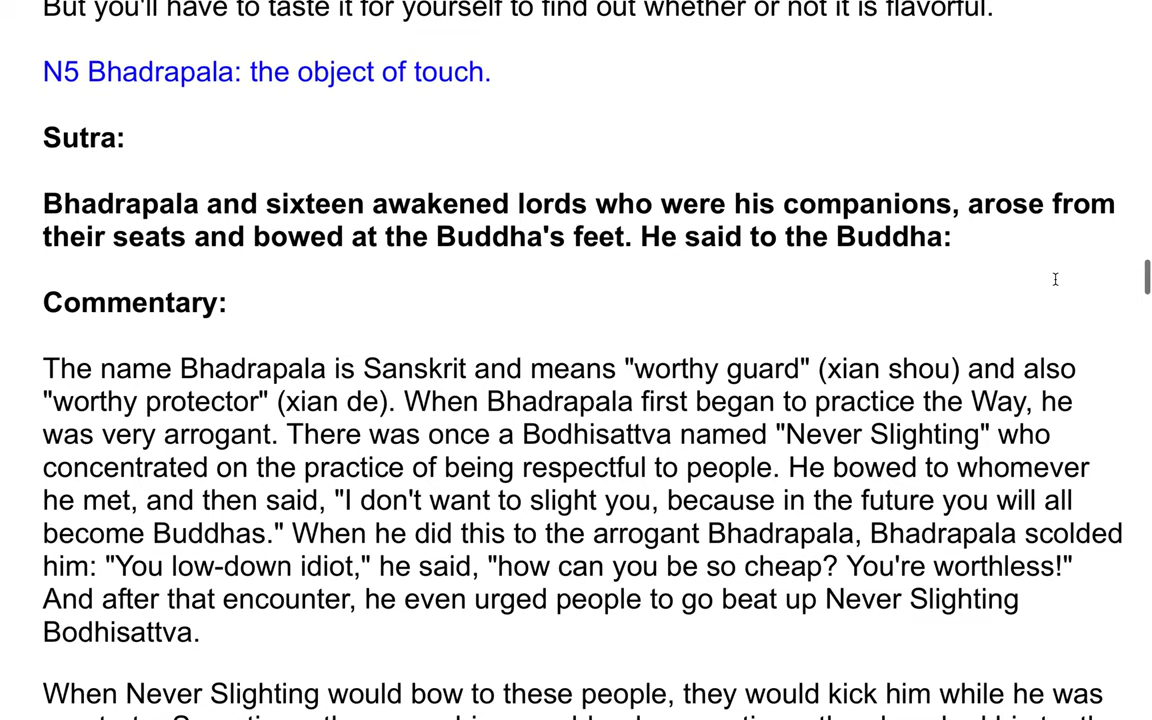 But you'll have to taste it for yourself to find out whether or not it is flavorful.
N5 Bhadrapala: the object of touch.
Sutra:
Bhadrapala and sixteen awakened lords who were his companions, arose from
their seats and bowed at the Buddha's feet. He said to the Buddha:
Commentary:
The name Bhadrapala is Sanskrit and means "worthy guard" (xian shou) and also
"worthy protector" (xian de). When Bhadrapala first began to practice the Way, he
was very arrogant. There was once a Bodhisattva named "Never Slighting" who
concentrated on the practice of being respectful to people. He bowed to whomever
he met, and then said, "I don't want to slight you, because in the future you will all
become Buddhas." When he did this to the arrogant Bhadrapala, Bhadrapala scolded
him: "You low-down idiot," he said, "how can you be so cheap? You're worthless!"
And after that encounter, he even urged people to go beat up Never Slighting
Bodhisattva.
When Never Slighting would bow to these people, they would kick him while he was